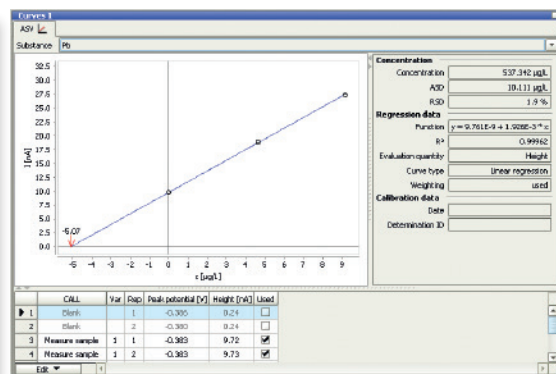 Curves 1
ASV
Substance Pb
32.5
30.0
27.5
25.0
22.5
20.0
17.5
15.0
12.5
10.0
7.5
5.0
2.5
0.0
I [nA]
-5.07
-5 -4 -3 -2 -1 0 1 2 3 4 5 6 7 8 9
c [µg/L]
Concentration
Concentration 537.342 µg/L
ASD 10.111 µg/L
RSD 1.9 %
Regression data
Function y = 9.761E-9 + 1.926E-3 * x
R² 0.99962
Evaluation quantity Height
Curve type Linear regression
Weighting used
Calibration data
Date
Determination ID
CALL Var Rep Peak potential [V] Height [nA] Used
1 Blank 1 -0.386 0.24
2 Blank 2 -0.380 0.24
3 Measure sample 1 1 -0.383 9.72
4 Measure sample 1 2 -0.383 9.73
Edit